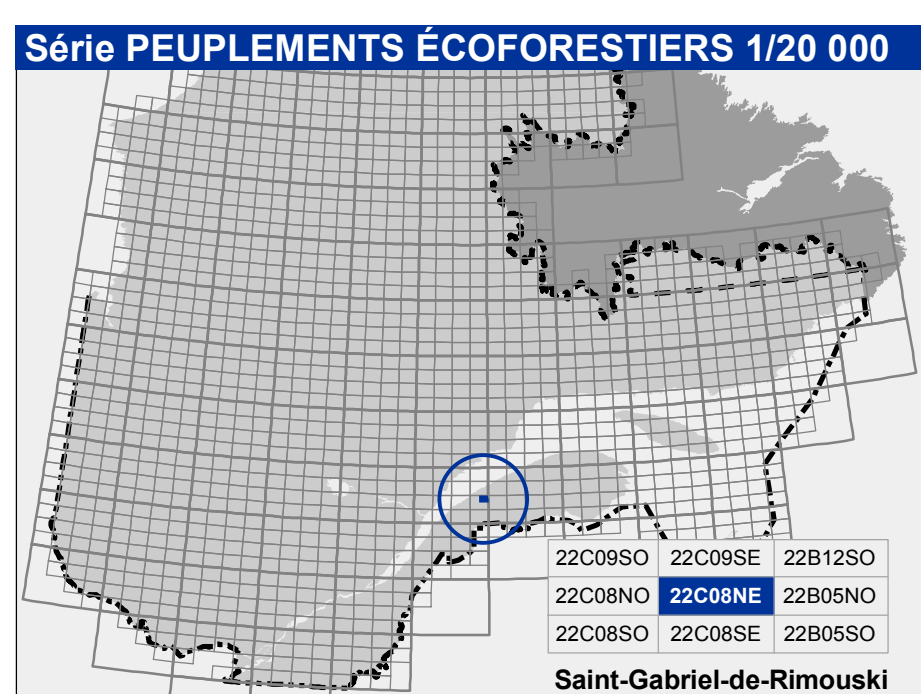 Série PEUPLEMENTS ÉCOFORESTIERS 1/20 000
22C09SO 22C09SE 22B12SO
22C08NO 22C08NE 22B05NO
22C08SO 22C08SE 22B05SO
Saint-Gabriel-de-Rimouski